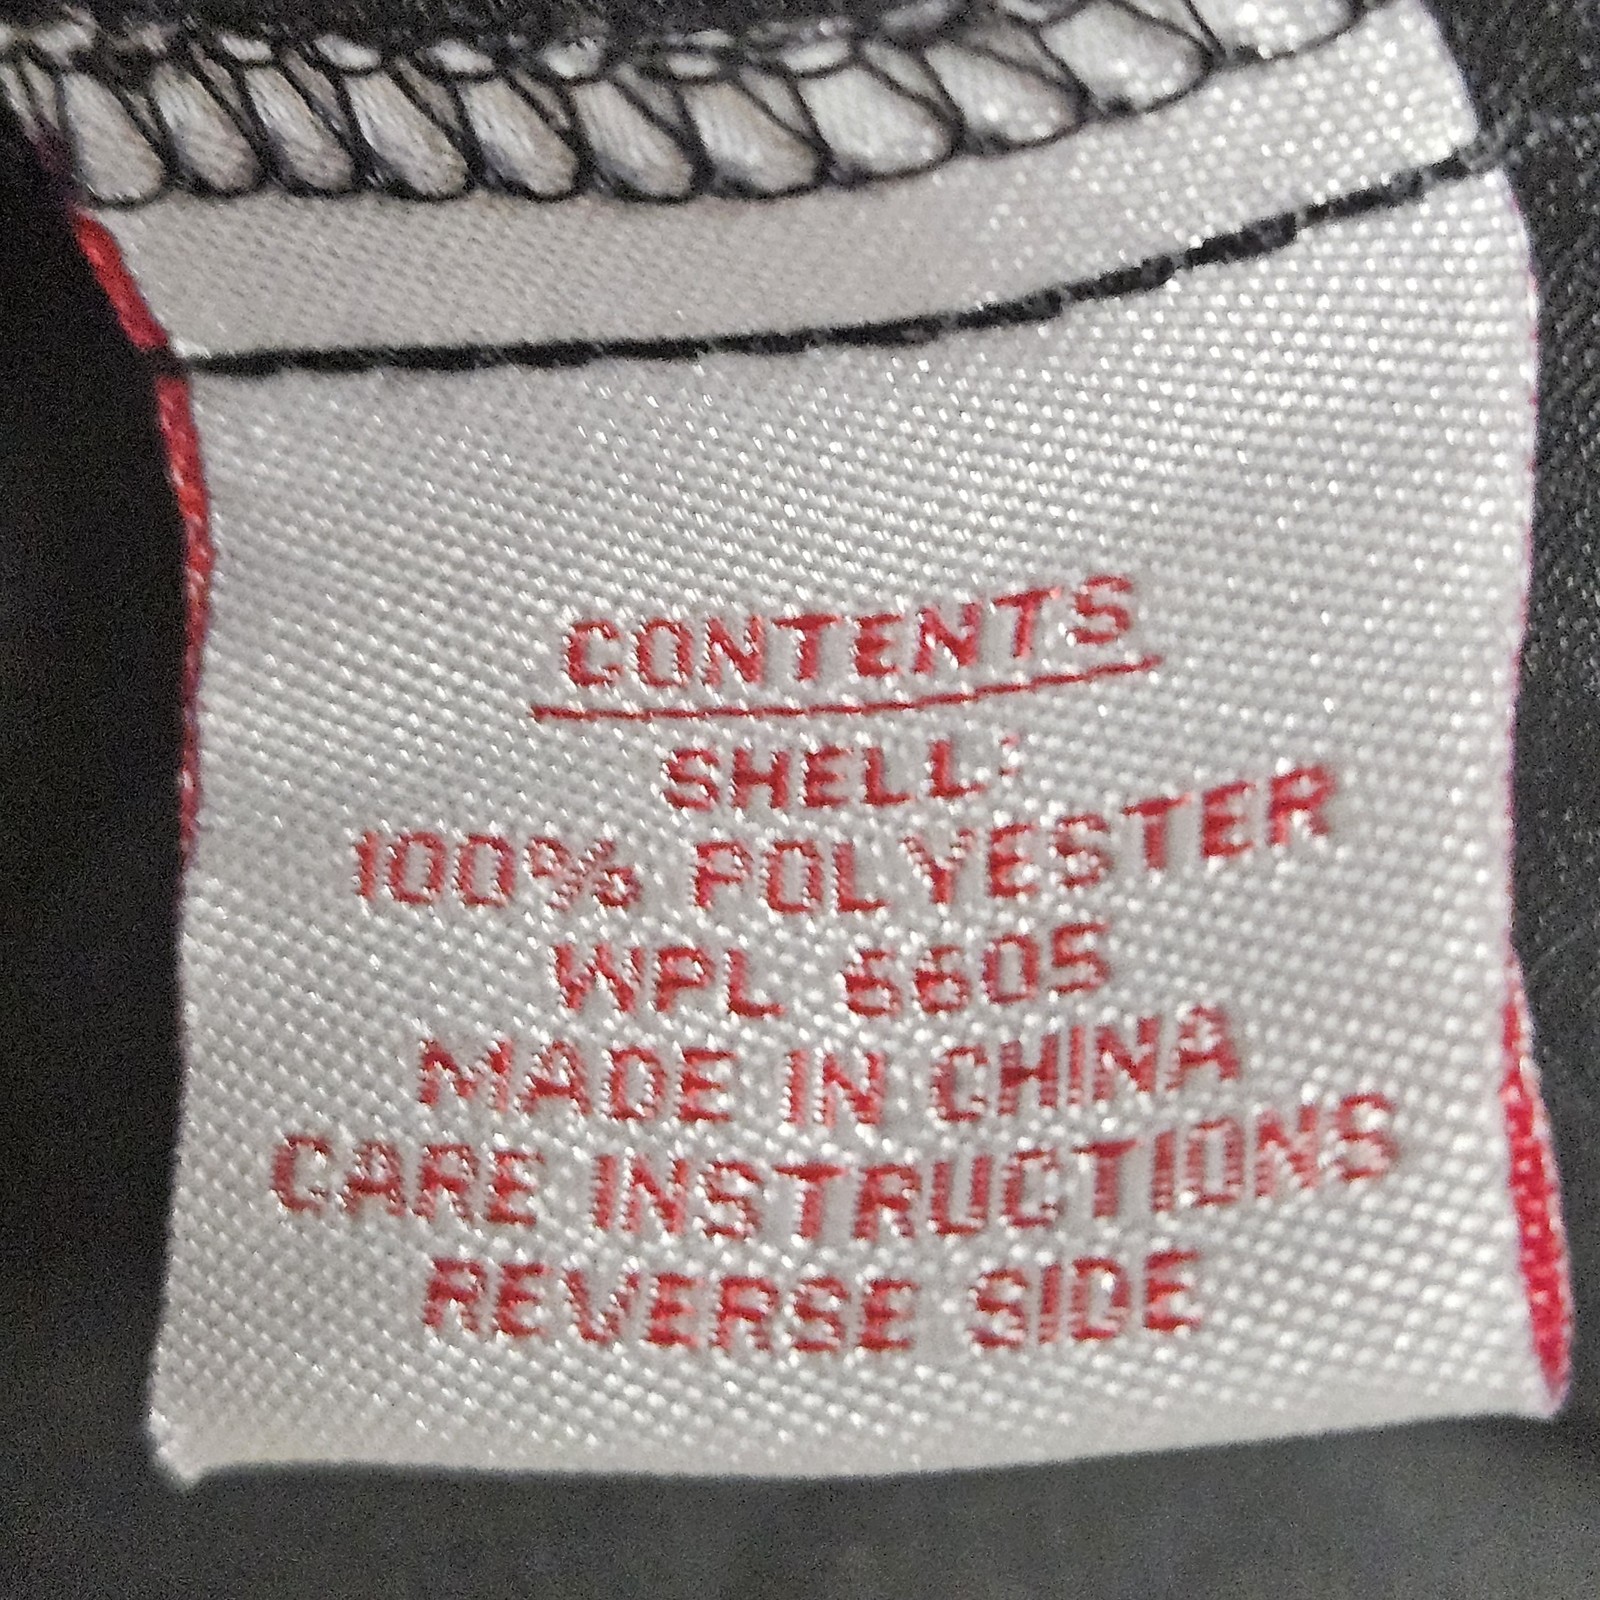 CONTENTS
SHELL:
100% POLYESTER
WPL 6605
MADE IN CHINA
CARE INSTRUCTIONS
REVERSE SIDE